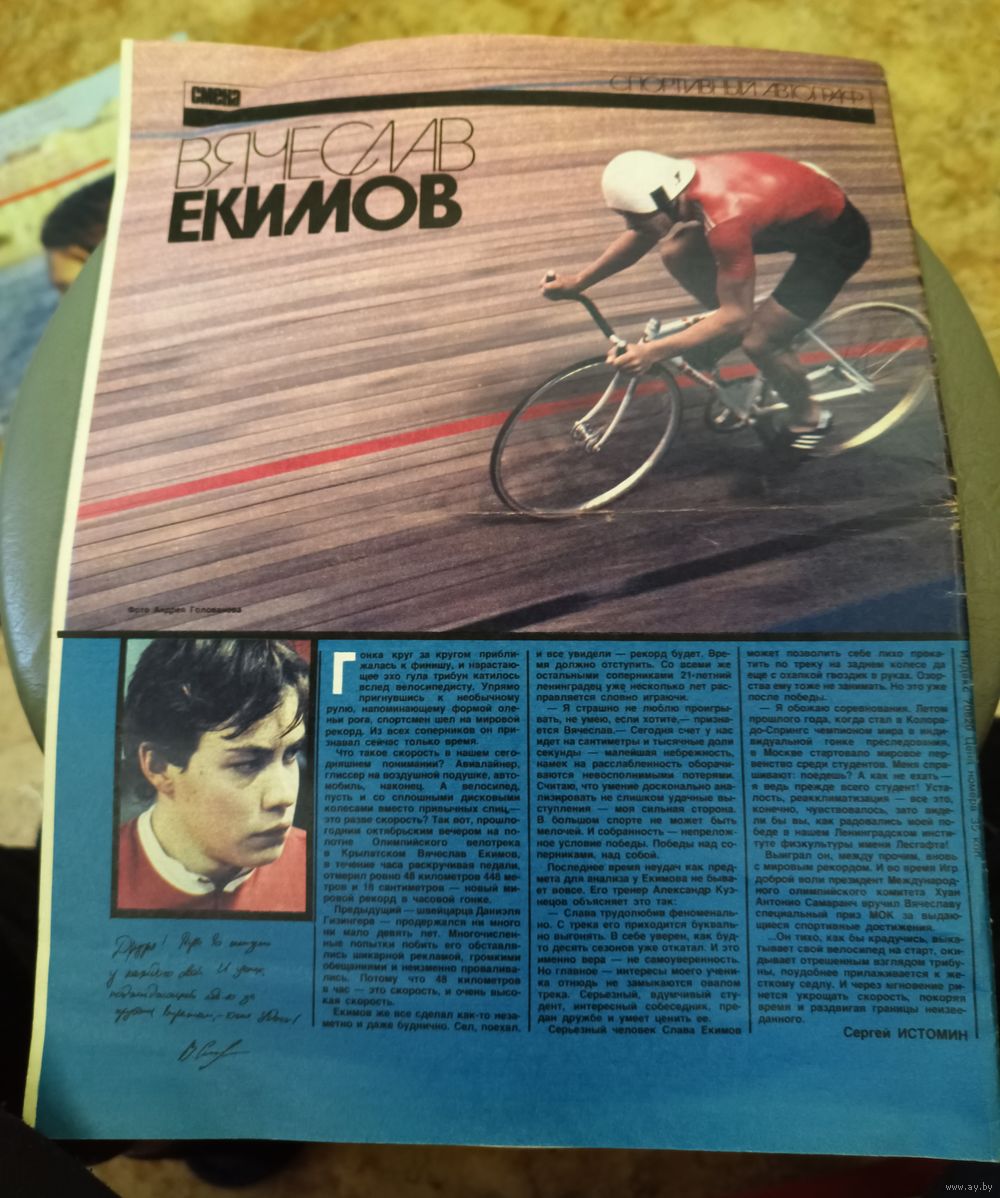 смена
СПОРТИВНЫЙ АВТОГРАФ
ВЯЧЕСЛАВ
ЕКИМОВ
Фото Андрея Голованова
Гонка круг за кругом прибли-
жалась к финишу, и нарастаю-
щее эхо гула трибун катилось
вслед велосипедисту. Упрямо
пригнувшись к необычному
рулю, напоминающему формой оле-
ньи рога, спортсмен шел на мировой
рекорд. Из всех соперников он при-
знавал сейчас только время.
Что такое скорость в нашем сего-
дняшнем понимании? Авиалайнер,
глиссер на воздушной подушке, авто-
мобиль, наконец. А велосипед,
пусть и со сплошными дисковыми
колесами вместо привычных спиц,—
это разве скорость? Так вот, прошло-
годним октябрьским вечером на по-
лотне Олимпийского велотрека
в Крылатском Вячеслав Екимов,
в течение часа раскручивая педали,
отмерил ровно 48 километров 448 ме-
тров и 18 сантиметров — новый ми-
ровой рекорд в часовой гонке.
Предыдущий — швейцарца Даниэля
Гизингера — продержался ни много
ни мало девять лет. Многочислен-
ные попытки побить его обставля-
лись шикарной рекламой, громкими
обещаниями и неизменно провалива-
лись. Потому что 48 километров
в час — это скорость, и очень высо-
кая скорость.
Екимов же все сделал как-то неза-
метно и даже буднично. Сел, поехал,
и все увидели — рекорд будет. Вре-
мя должно отступить. Со всеми же
остальными соперниками 21-летний
ленинградец уже несколько лет рас-
правляется словно играючи.
— Я страшно не люблю проигры-
вать, не умею, если хотите,— призна-
ется Вячеслав.— Сегодня счет у нас
идет на сантиметры и тысячные доли
секунды — малейшая небрежность,
намек на расслабленность оборачи-
ваются невосполнимыми потерями.
Считаю, что умение досконально ана-
лизировать не слишком удачные вы-
ступления — моя сильная сторона.
В большом спорте не может быть
мелочей. И собранность — непрелож-
ное условие победы. Победы над со-
перниками, над собой.
Последнее время неудач как пред-
мета для анализа у Екимова не быва-
ет вовсе. Его тренер Александр Куз-
нецов объясняет это так:
— Слава трудолюбив феноменаль-
но. С трека его приходится букваль-
но выгонять. В себе уверен, как буд-
то десять сезонов уже откатал. И это
именно вера — не самоуверенность.
Но главное — интересы моего учени-
ка отнюдь не замыкаются овалом
трека. Серьезный, вдумчивый сту-
дент, интересный собеседник, пре-
дан дружбе и умеет ценить ее.
Серьезный человек Слава Екимов
может позволить себе лихо прока-
тить по треку на заднем колесе да
еще с охапкой гвоздик в руках. Озор-
ства ему тоже не занимать. Но это уже
после победы.
— Я обожаю соревнования. Летом
прошлого года, когда стал в Колора-
до-Спрингс чемпионом мира в инди-
видуальной гонке преследования,
в Москве стартовало мировое пер-
венство среди студентов. Меня спра-
шивают: поедешь? А как не ехать —
я ведь прежде всего студент! Уста-
лость, реакклиматизация — все это,
конечно, чувствовалось, зато виде-
ли бы вы, как радовались моей по-
беде в нашем Ленинградском инсти-
туте физкультуры имени Лесгафта!
Выиграл он, между прочим, вновь
с мировым рекордом. И во время Игр
доброй воли президент Международ-
ного олимпийского комитета Хуан
Антонио Самаранч вручил Вячеславу
специальный приз МОК за выдаю-
щиеся спортивные достижения.
...Он тихо, как бы крадучись, выка-
тывает свой велосипед на старт, оки-
дывает отрешенным взглядом трибу-
ны, поудобнее прилаживается к же-
сткому седлу. И через мгновение ри-
нется укрощать скорость, покоряя
время и раздвигая границы неизве-
данного.
Сергей ИСТОМИН
Друзья!
www.ay.by